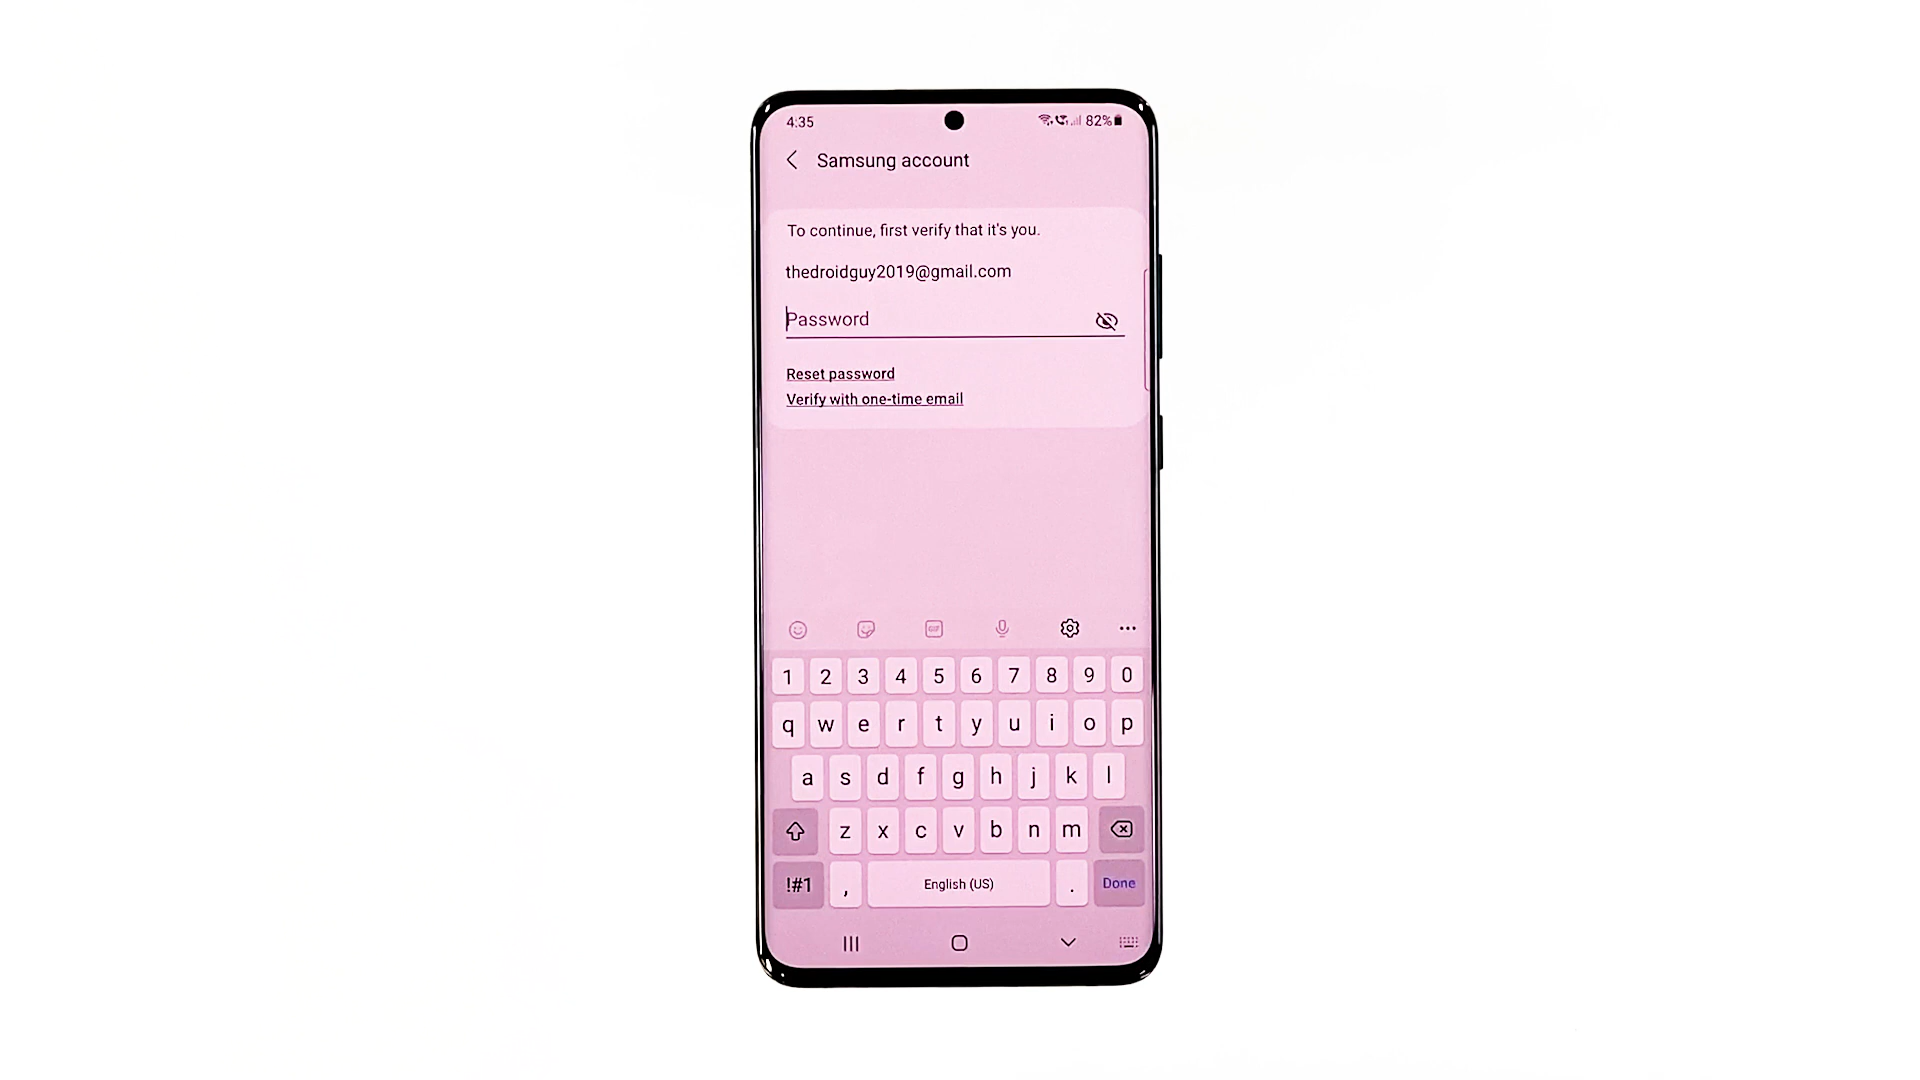 4:35
82%
Samsung account
To continue, first verify that it's you.
thedroidguy2019@gmail.com
Password
Reset password
Verify with one-time email
GIF
1 2 3 4 5 6 7 8 9 0
q w e r t y u i o p
a s d f g h j k l
z x c v b n m
!#1 , English (US) . Done